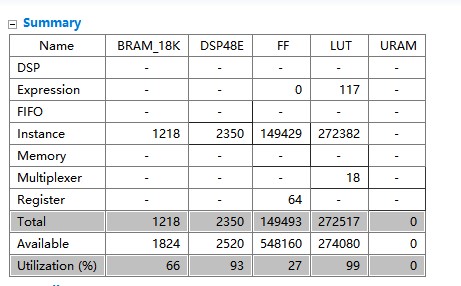 Summary
Name BRAM_18K DSP48E FF LUT URAM
DSP - - - - -
Expression - - 0 117 -
FIFO - - - - -
Instance 1218 2350 149429 272382 -
Memory - - - - -
Multiplexer - - - 18 -
Register - - 64 - -
Total 1218 2350 149493 272517 0
Available 1824 2520 548160 274080 0
Utilization (%) 66 93 27 99 0